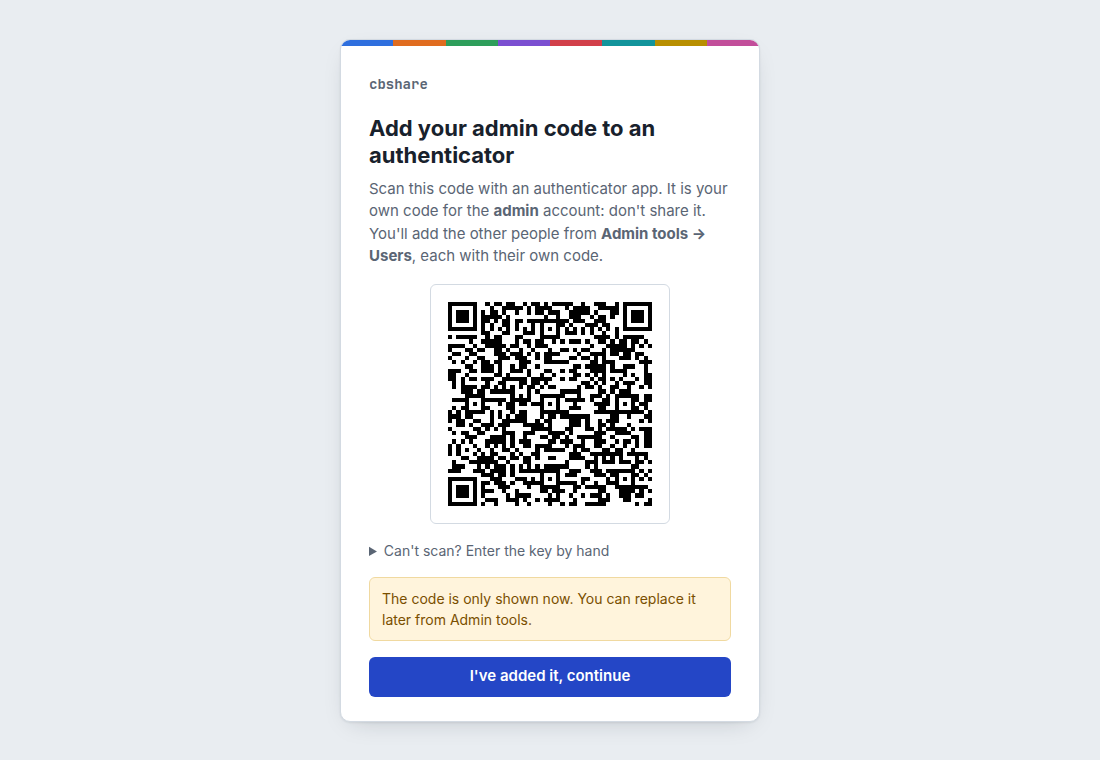 cbshare
Add your admin code to an
authenticator
Scan this code with an authenticator app. It is your
own code for the admin account: don't share it.
You'll add the other people from Admin tools →
Users, each with their own code.
Can't scan? Enter the key by hand
The code is only shown now. You can replace it
later from Admin tools.
I've added it, continue